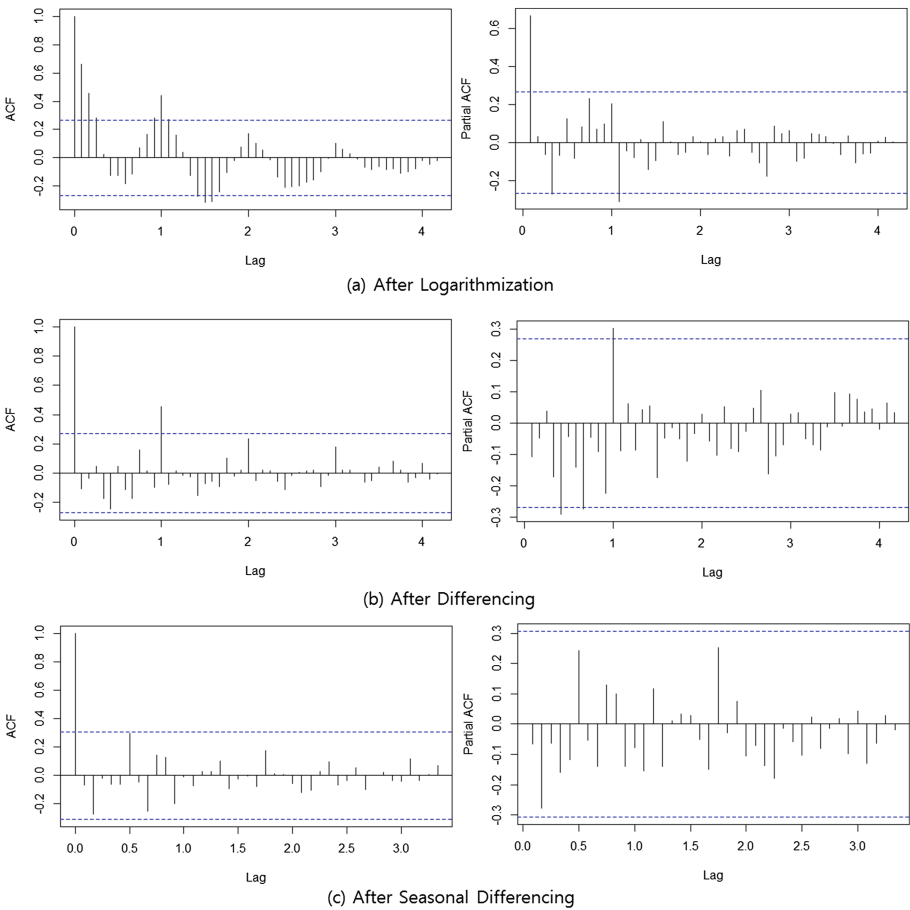 ACF
1.0
0.8
0.6
0.4
0.2
0.0
-0.2
0 1 2 3 4
Lag
Partial ACF
0.6
0.4
0.2
0.0
-0.2
0 1 2 3 4
Lag
(a) After Logarithmization
ACF
1.0
0.8
0.6
0.4
0.2
0.0
-0.2
0 1 2 3 4
Lag
Partial ACF
0.3
0.2
0.1
0.0
-0.1
-0.2
-0.3
0 1 2 3 4
Lag
(b) After Differencing
ACF
1.0
0.8
0.6
0.4
0.2
0.0
-0.2
0.0 0.5 1.0 1.5 2.0 2.5 3.0
Lag
Partial ACF
0.3
0.2
0.1
0.0
-0.1
-0.2
-0.3
0.0 0.5 1.0 1.5 2.0 2.5 3.0
Lag
(c) After Seasonal Differencing